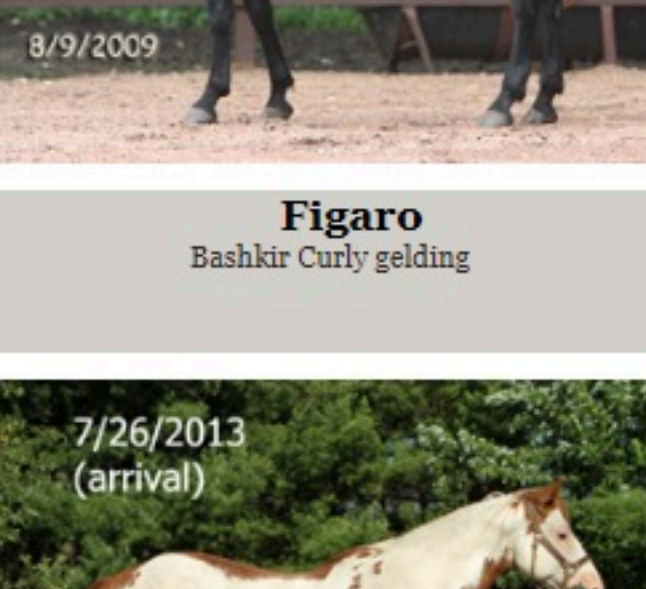 8/9/2009
Figaro
Bashkir Curly gelding
7/26/2013
(arrival)